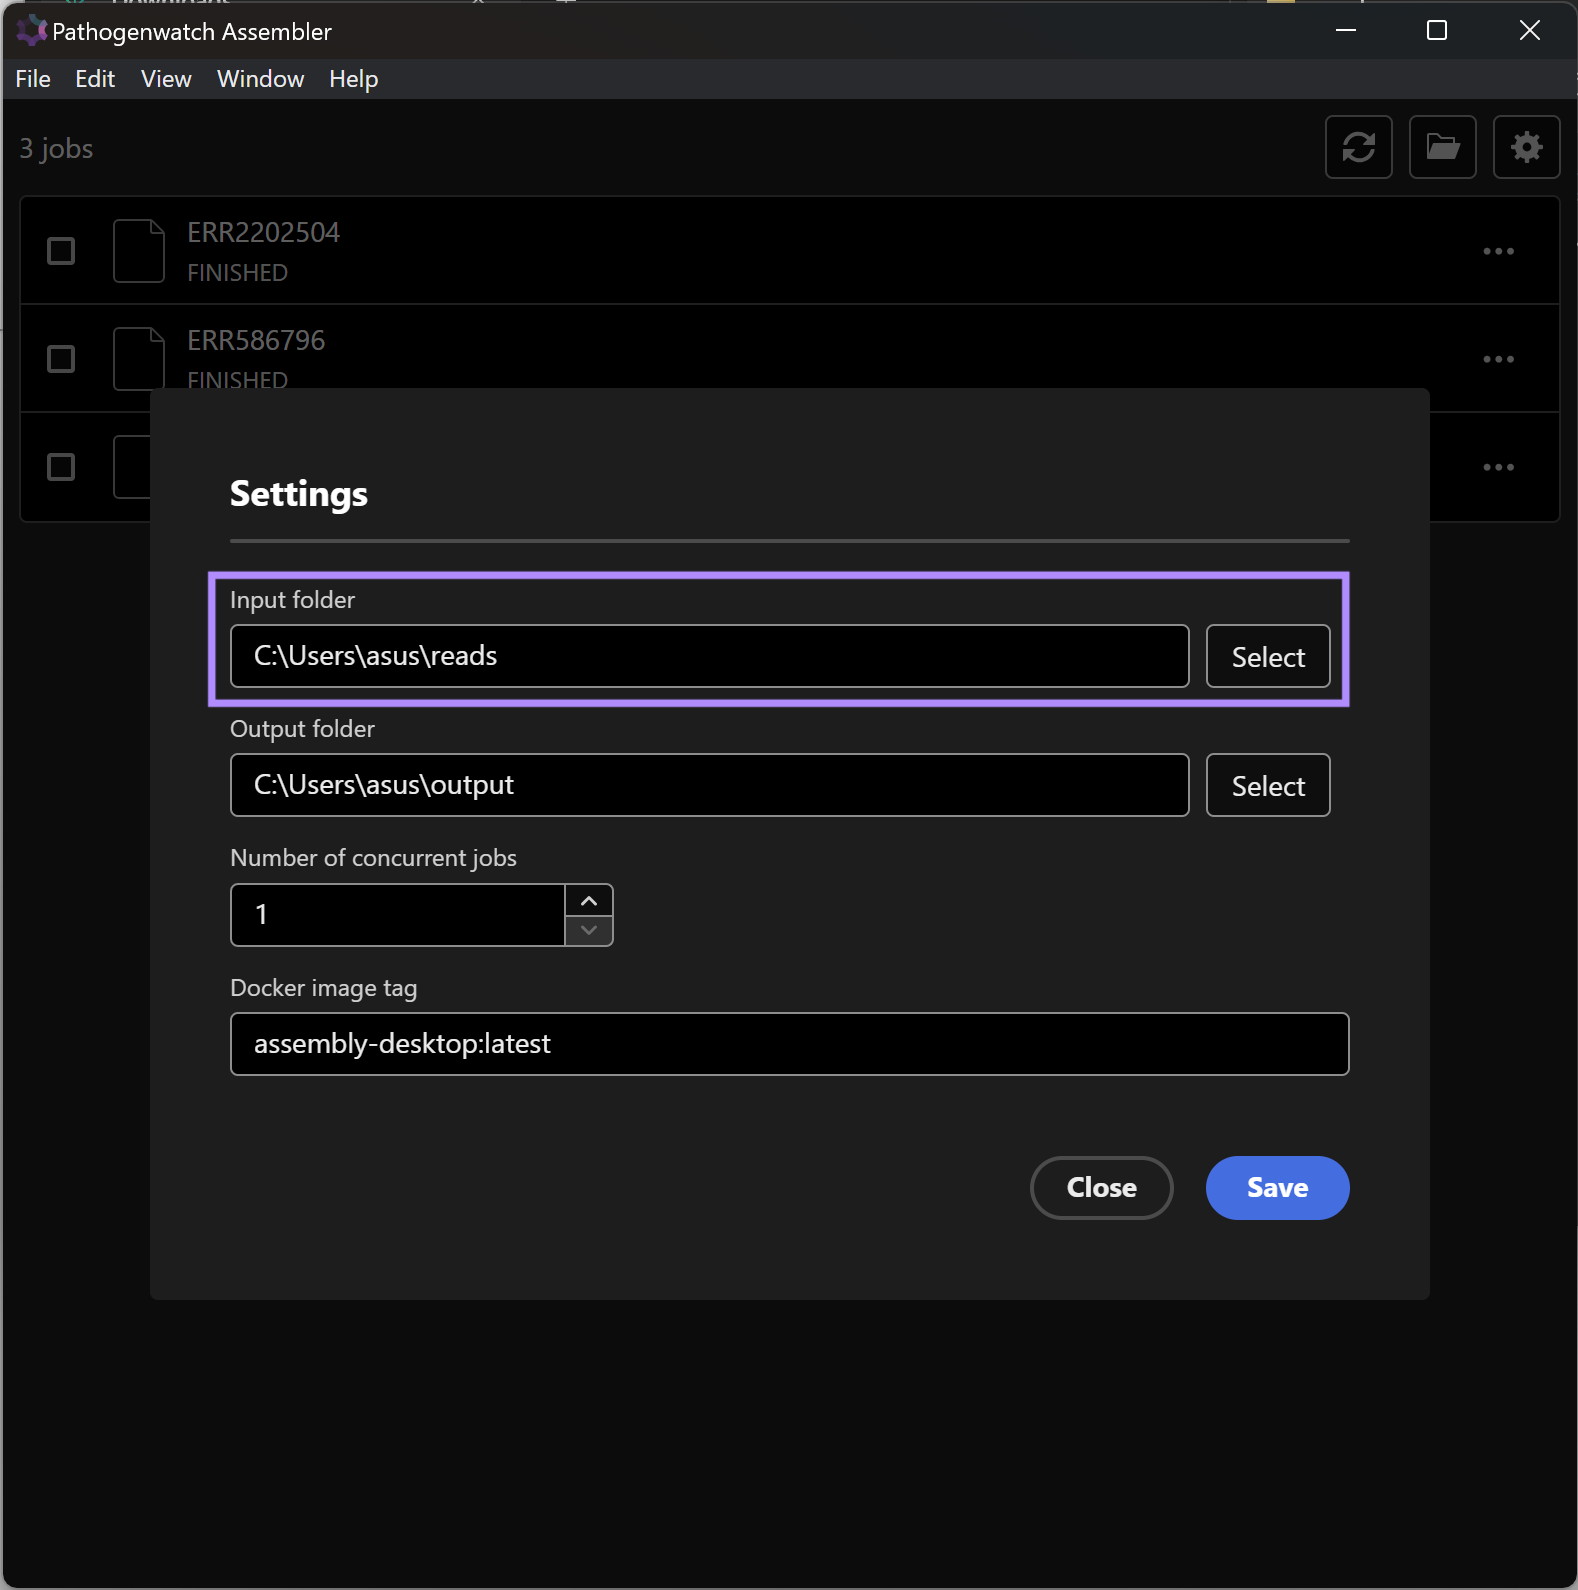 Pathogenwatch Assembler
File Edit View Window Help
3 jobs
ERR2202504
FINISHED
•••
ERR586796
FINISHED
•••
•••
Settings
Input folder
C:\Users\asus\reads Select
Output folder
C:\Users\asus\output Select
Number of concurrent jobs
1
Docker image tag
assembly-desktop:latest
Close Save